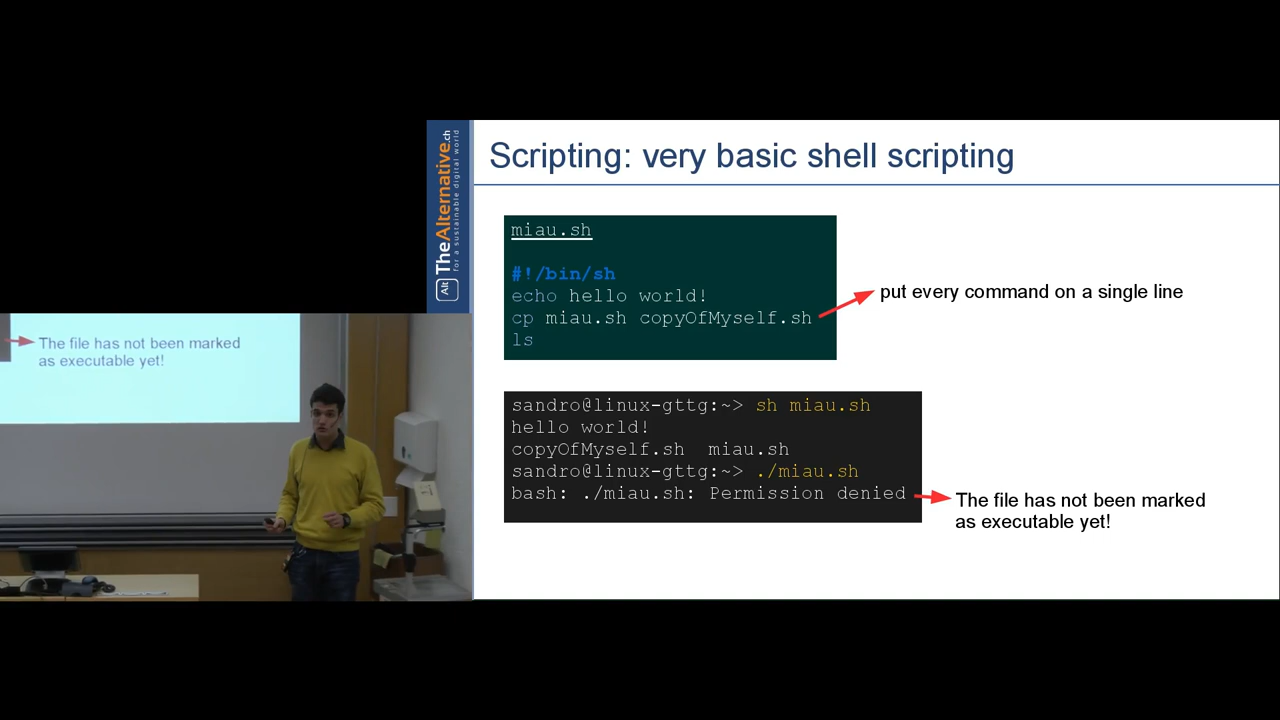 Alt TheAlternative.ch
for a sustainable digital world
Scripting: very basic shell scripting
miau.sh
#!/bin/sh
echo hello world!
cp miau.sh copyOfMyself.sh
ls
put every command on a single line
sandro@linux-gttg:~> sh miau.sh
hello world!
copyOfMyself.sh  miau.sh
sandro@linux-gttg:~> ./miau.sh
bash: ./miau.sh: Permission denied
The file has not been marked
as executable yet!
The file has not been marked
as executable yet!